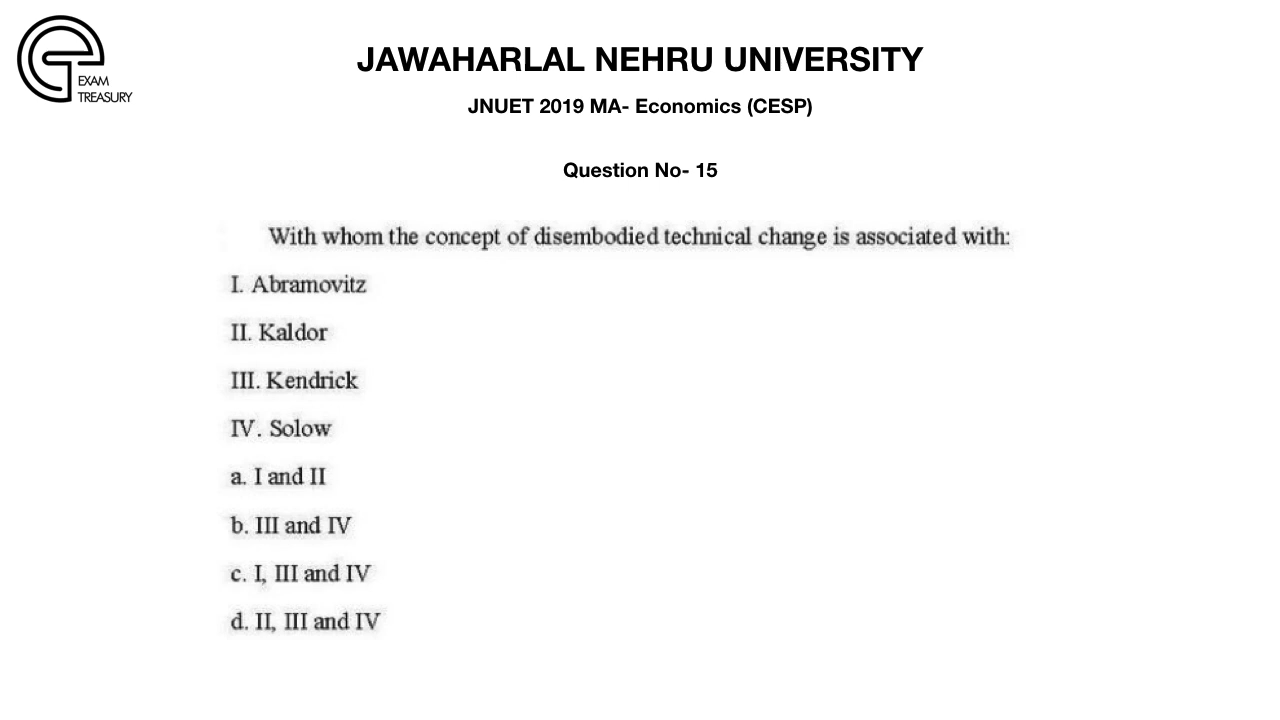 EXAM
TREASURY
JAWAHARLAL NEHRU UNIVERSITY
JNUET 2019 MA- Economics (CESP)
Question No- 15
With whom the concept of disembodied technical change is associated with:
I. Abramovitz
II. Kaldor
III. Kendrick
IV. Solow
a. I and II
b. III and IV
c. I, III and IV
d. II, III and IV